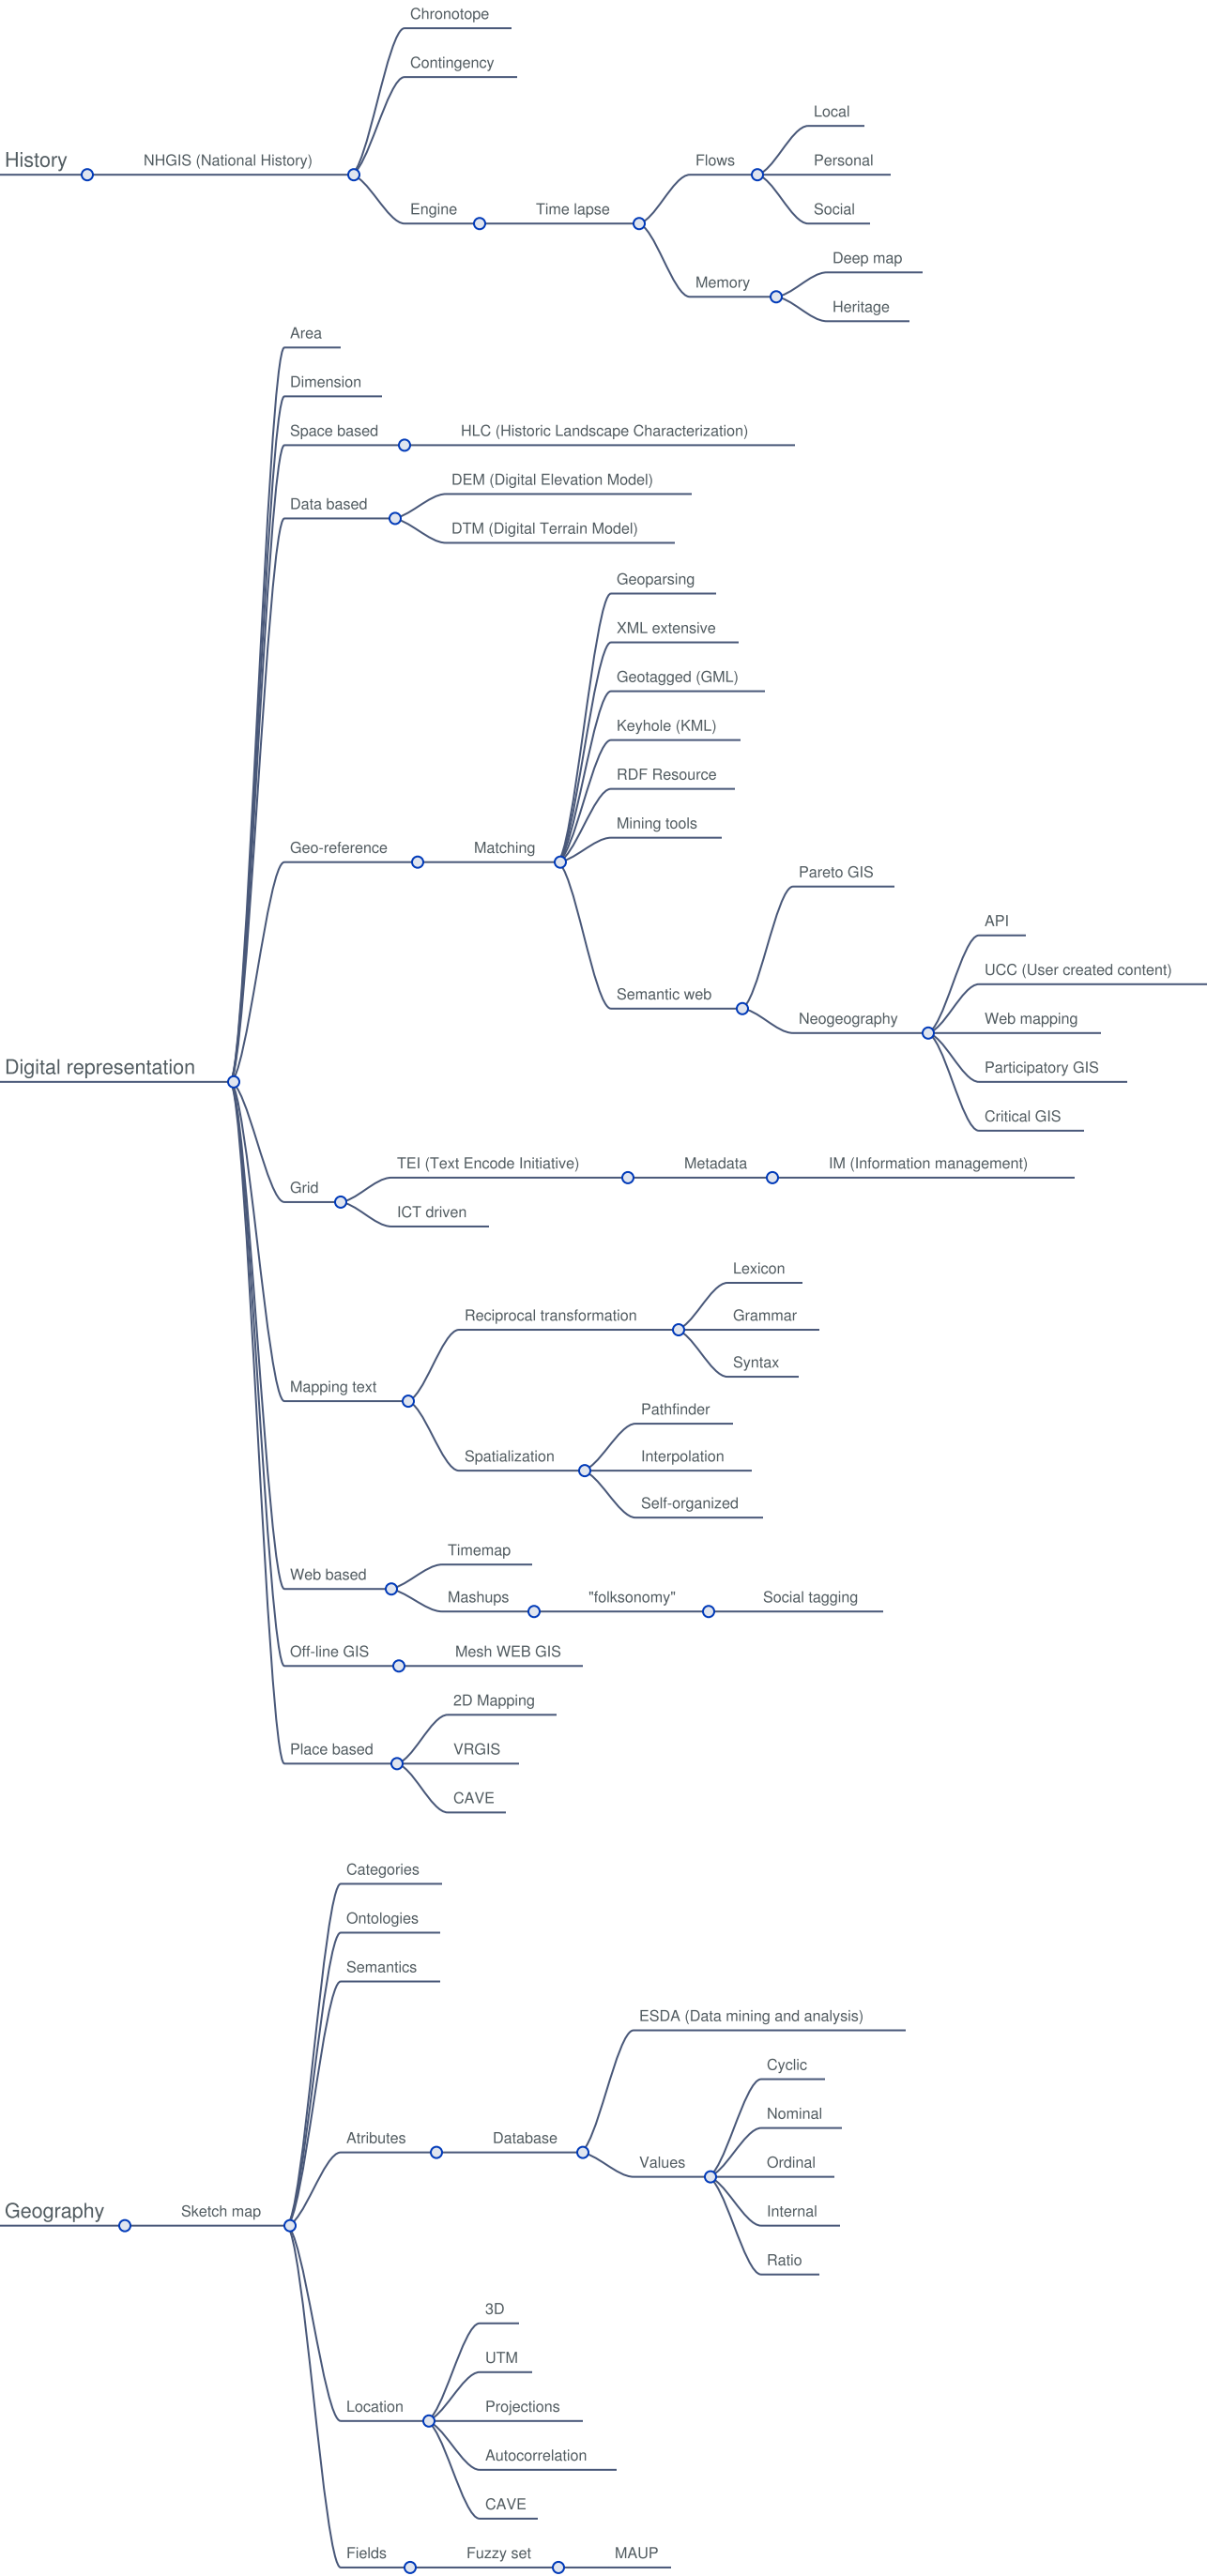 Chronotope
Contingency
Local
History
NHGIS (National History)
Flows
Personal
Engine
Time lapse
Social
Deep map
Memory
Heritage
Area
Dimension
Space based
HLC (Historic Landscape Characterization)
DEM (Digital Elevation Model)
Data based
DTM (Digital Terrain Model)
Geoparsing
XML extensive
Geotagged (GML)
Keyhole (KML)
RDF Resource
Mining tools
Geo-reference
Matching
Pareto GIS
API
UCC (User created content)
Semantic web
Neogeography
Web mapping
Digital representation
Participatory GIS
Critical GIS
TEI (Text Encode Initiative)
Metadata
IM (Information management)
Grid
ICT driven
Lexicon
Reciprocal transformation
Grammar
Syntax
Mapping text
Pathfinder
Spatialization
Interpolation
Self-organized
Timemap
Web based
Mashups
"folksonomy"
Social tagging
Off-line GIS
Mesh WEB GIS
2D Mapping
Place based
VRGIS
CAVE
Categories
Ontologies
Semantics
ESDA (Data mining and analysis)
Cyclic
Nominal
Atributes
Database
Values
Ordinal
Geography
Sketch map
Internal
Ratio
3D
UTM
Location
Projections
Autocorrelation
CAVE
Fields
Fuzzy set
MAUP